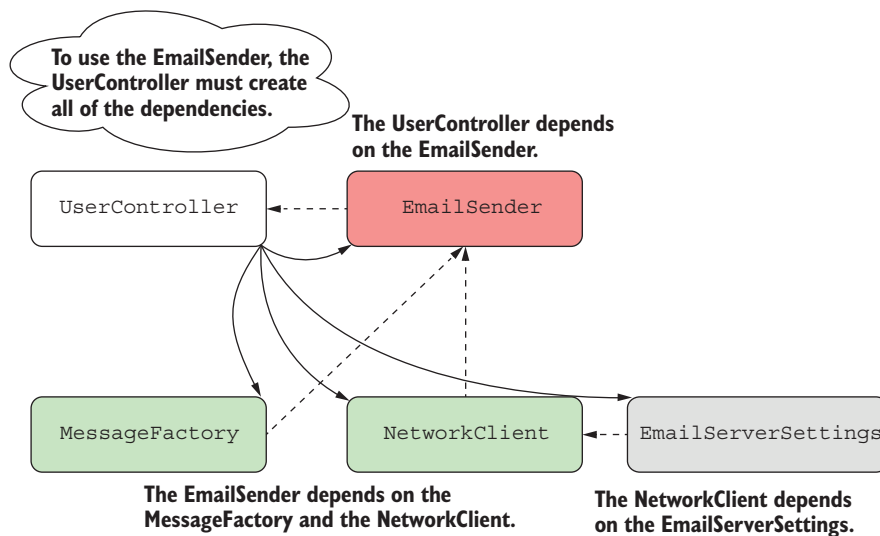 To use the EmailSender, the
UserController must create
all of the dependencies.
The UserController depends
on the EmailSender.
UserController
EmailSender
MessageFactory
NetworkClient
EmailServerSettings
The EmailSender depends on the
MessageFactory and the NetworkClient.
The NetworkClient depends
on the EmailServerSettings.